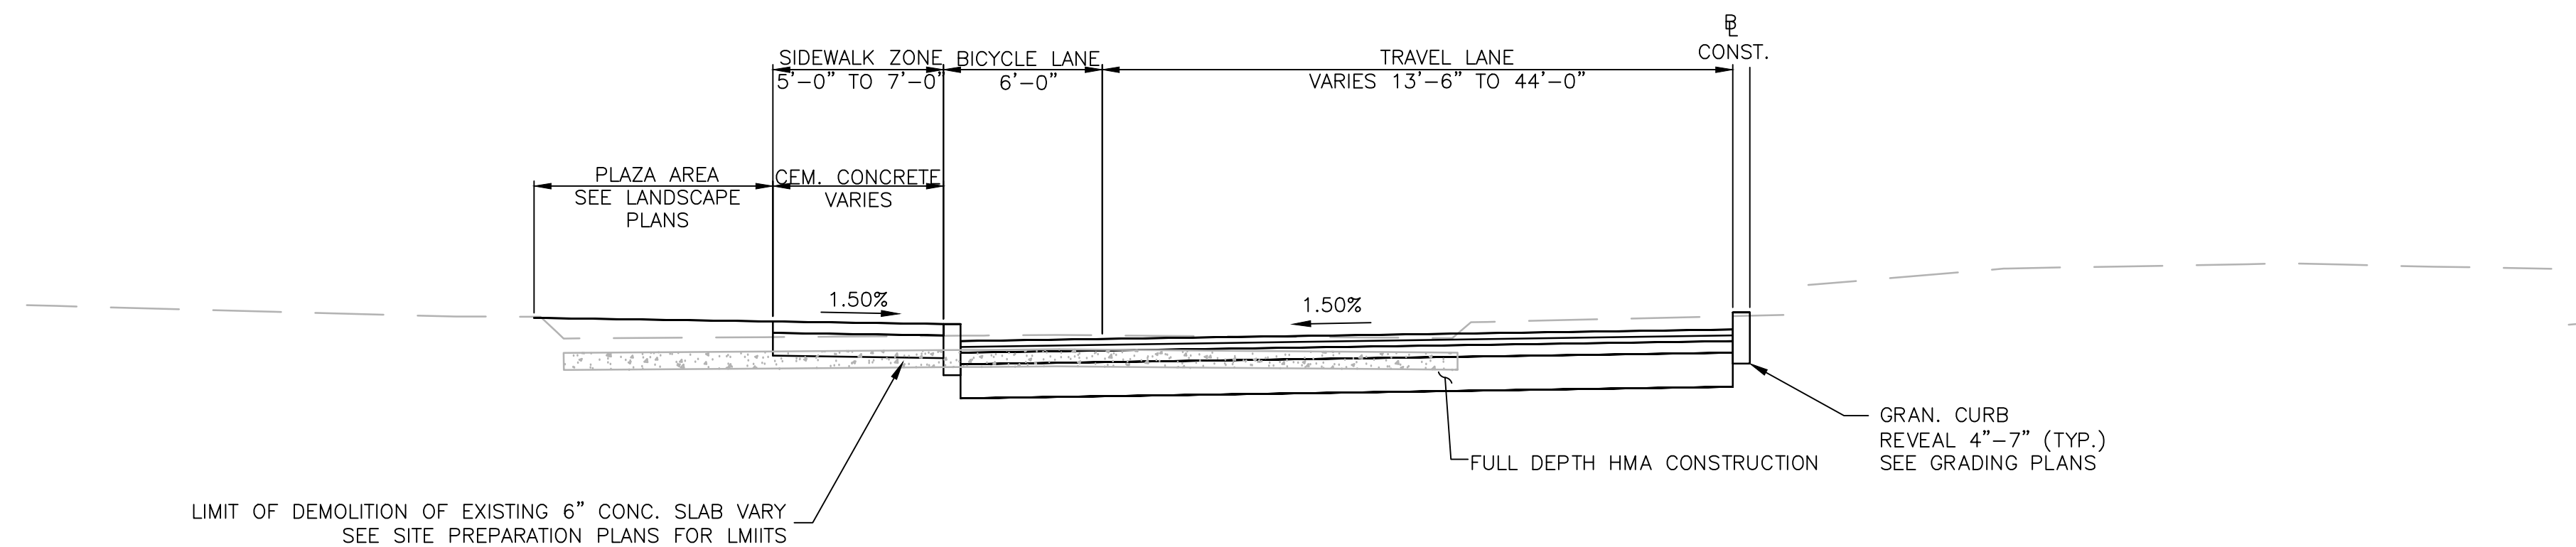 SIDEWALK ZONE
5'-0" TO 7'-0"
BICYCLE LANE
6'-0"
TRAVEL LANE
VARIES 13'-6" TO 44'-0"
BL
CONST.
PLAZA AREA
SEE LANDSCAPE
PLANS
CEM. CONCRETE
VARIES
1.50%
1.50%
GRAN. CURB
REVEAL 4"-7" (TYP.)
SEE GRADING PLANS
FULL DEPTH HMA CONSTRUCTION
LIMIT OF DEMOLITION OF EXISTING 6" CONC. SLAB VARY
SEE SITE PREPARATION PLANS FOR LMIITS